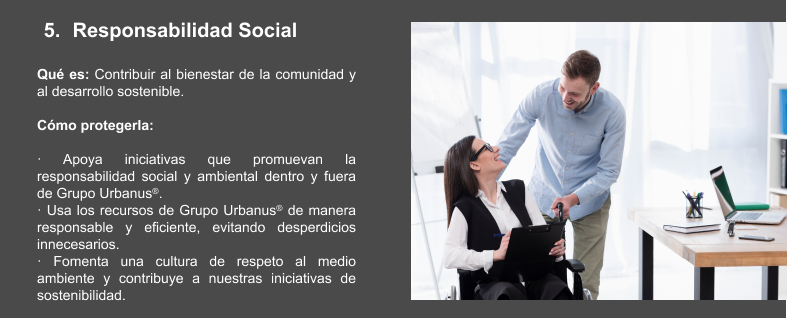 5. Responsabilidad Social
Qué es: Contribuir al bienestar de la comunidad y
al desarrollo sostenible.
Cómo protegerla:
· Apoya iniciativas que promuevan la
responsabilidad social y ambiental dentro y fuera
de Grupo Urbanus®.
· Usa los recursos de Grupo Urbanus® de manera
responsable y eficiente, evitando desperdicios
innecesarios.
· Fomenta una cultura de respeto al medio
ambiente y contribuye a nuestras iniciativas de
sostenibilidad.